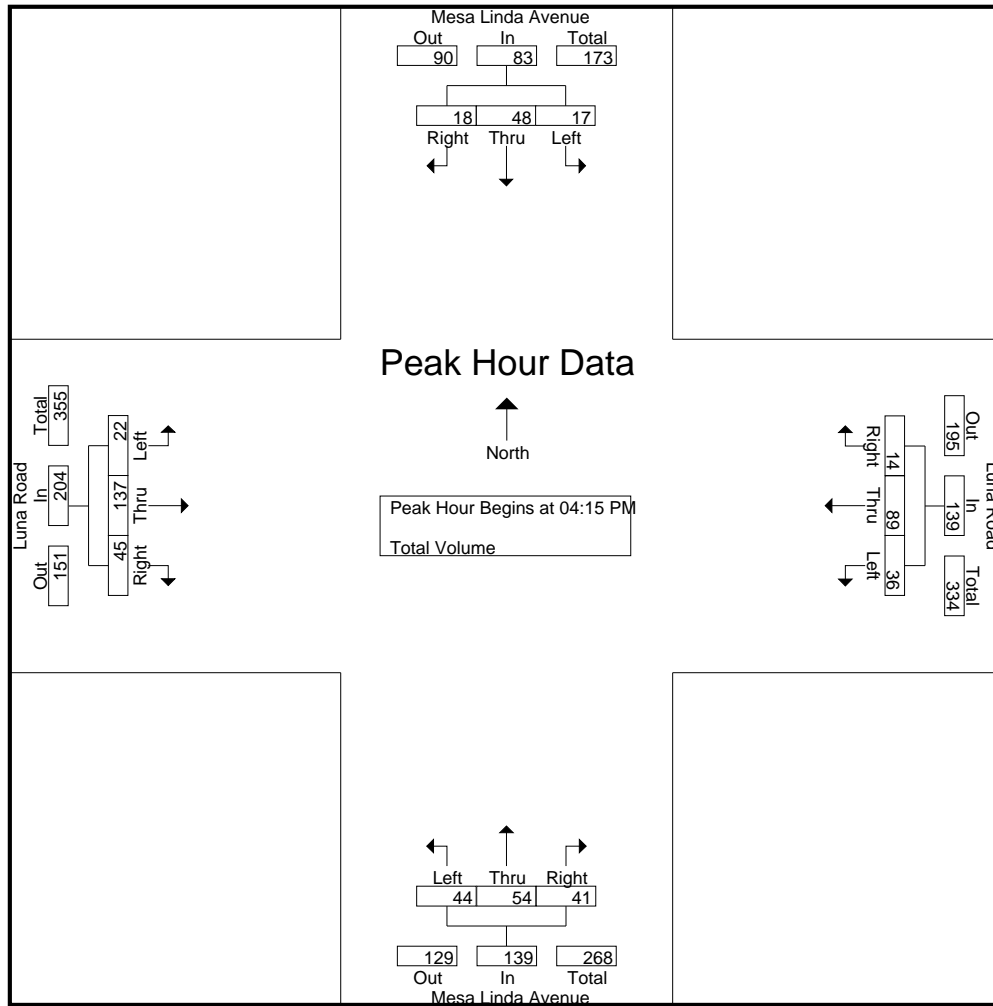 Mesa Linda Avenue
Out In Total
90 83 173
18 48 17
Right Thru Left
Peak Hour Data
North
Peak Hour Begins at 04:15 PM
Total Volume
Luna Road
Total In Out
355 204 151
22 137 45
Left Thru Right
Right Thru Left
14 89 36
195 139 334
Out In Total
Luna Road
Left Thru Right
44 54 41
129 139 268
Out In Total
Mesa Linda Avenue